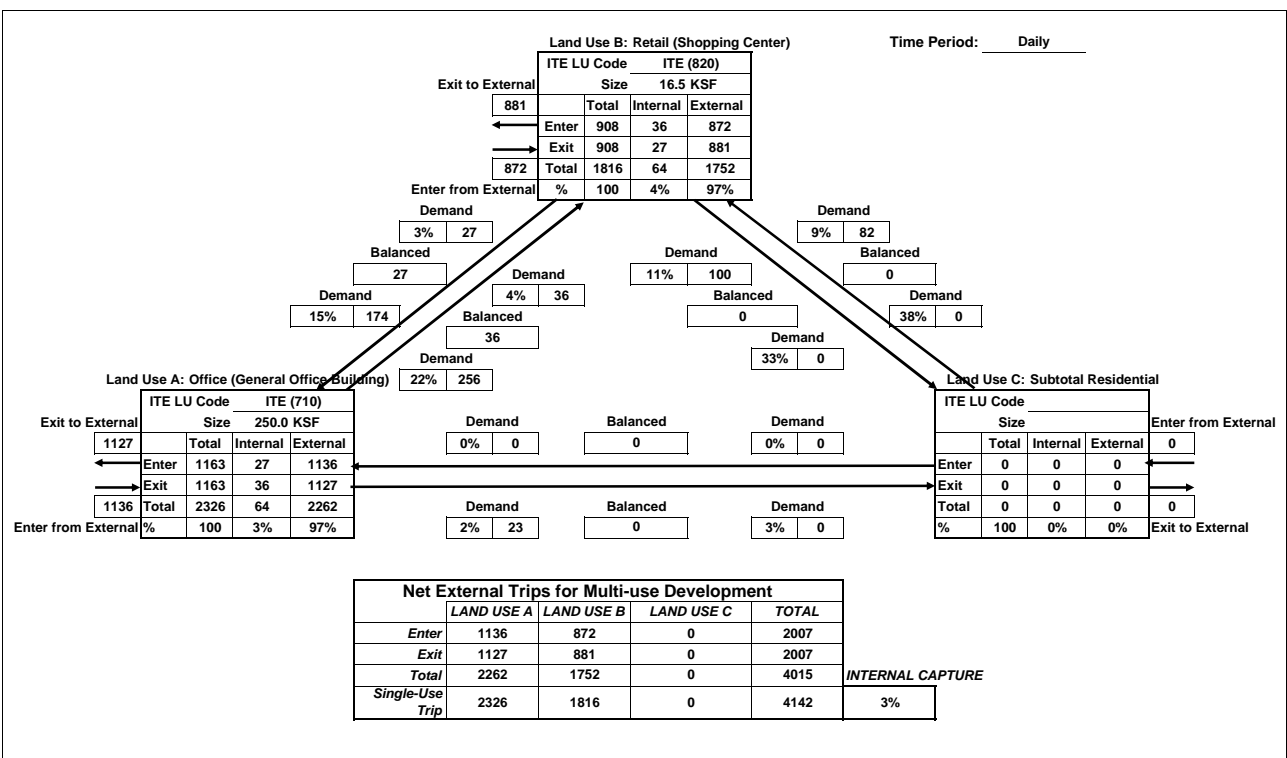 Land Use B: Retail (Shopping Center) Time Period: Daily
ITE LU Code ITE (820)
Exit to External Size 16.5 KSF
881 Total Internal External
Enter 908 36 872
Exit 908 27 881
872 Total 1816 64 1752
Enter from External % 100 4% 97%
Demand Demand
3% 27 9% 82
Balanced Demand Balanced
27 Demand 11% 100 0
Demand 4% 36 Balanced Demand
15% 174 Balanced 0 38% 0
36 Demand
Demand 33% 0
Land Use A: Office (General Office Building) 22% 256 Land Use C: Subtotal Residential
ITE LU Code ITE (710) ITE LU Code
Exit to External Size 250.0 KSF Demand Balanced Demand Size Enter from External
1127 Total Internal External 0% 0 0 0% 0 Total Internal External 0
Enter 1163 27 1136 Enter 0 0 0
Exit 1163 36 1127 Exit 0 0 0
1136 Total 2326 64 2262 Demand Balanced Demand Total 0 0 0 0
Enter from External % 100 3% 97% 2% 23 0 3% 0 % 100 0% 0% Exit to External
Net External Trips for Multi-use Development
LAND USE A LAND USE B LAND USE C TOTAL
Enter 1136 872 0 2007
Exit 1127 881 0 2007
Total 2262 1752 0 4015 INTERNAL CAPTURE
Single-Use
Trip 2326 1816 0 4142 3%